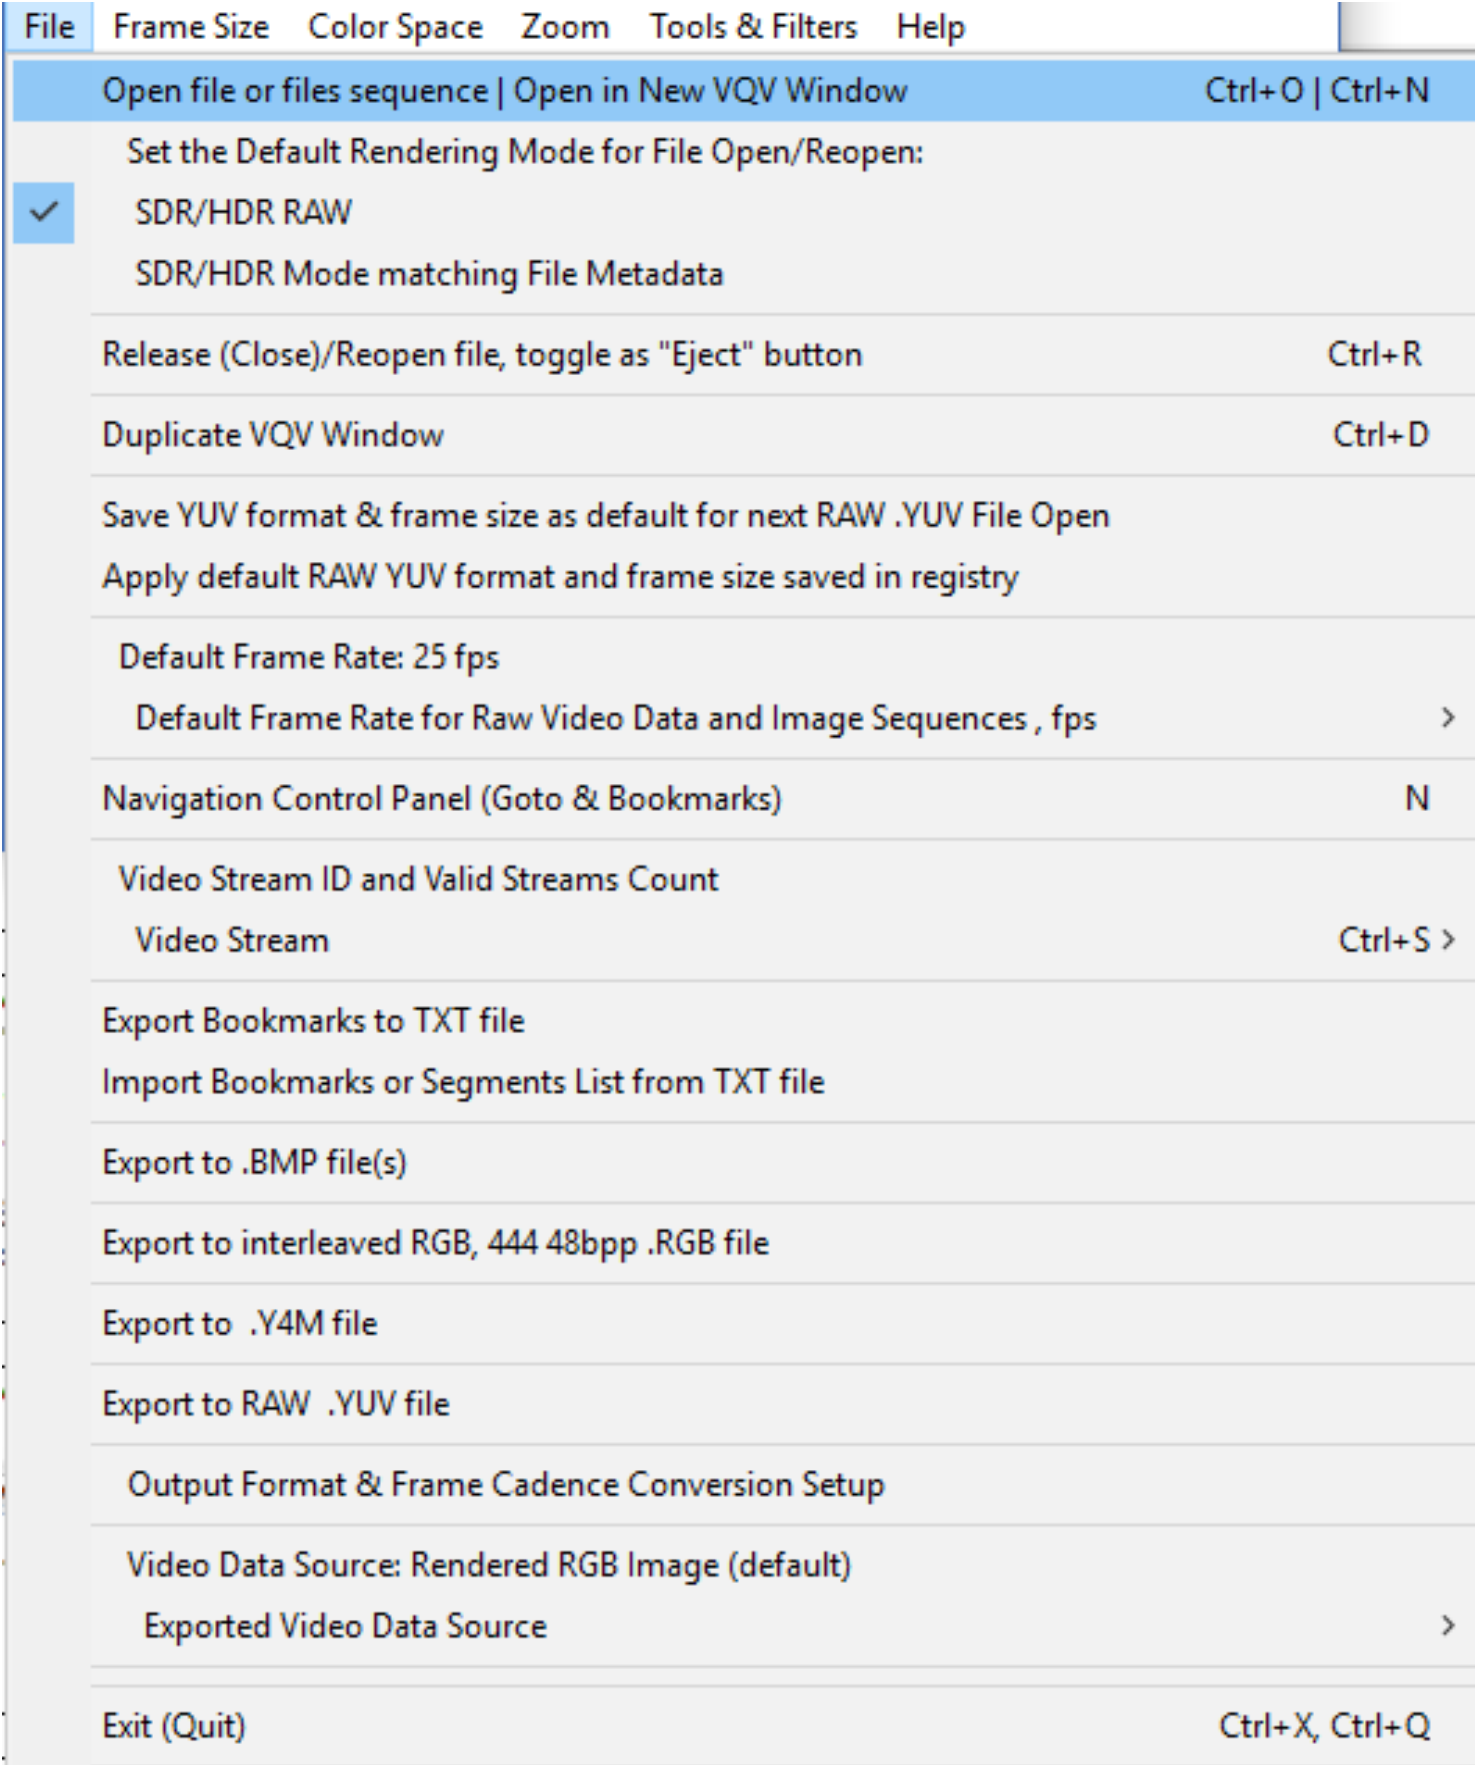 File Frame Size Color Space Zoom Tools & Filters Help
Open file or files sequence | Open in New VQV Window Ctrl+O | Ctrl+N
Set the Default Rendering Mode for File Open/Reopen:
SDR/HDR RAW
SDR/HDR Mode matching File Metadata
Release (Close)/Reopen file, toggle as "Eject" button Ctrl+R
Duplicate VQV Window Ctrl+D
Save YUV format & frame size as default for next RAW .YUV File Open
Apply default RAW YUV format and frame size saved in registry
Default Frame Rate: 25 fps
Default Frame Rate for Raw Video Data and Image Sequences , fps
Navigation Control Panel (Goto & Bookmarks) N
Video Stream ID and Valid Streams Count
Video Stream Ctrl+S
Export Bookmarks to TXT file
Import Bookmarks or Segments List from TXT file
Export to .BMP file(s)
Export to interleaved RGB, 444 48bpp .RGB file
Export to  .Y4M file
Export to RAW  .YUV file
Output Format & Frame Cadence Conversion Setup
Video Data Source: Rendered RGB Image (default)
Exported Video Data Source
Exit (Quit) Ctrl+X, Ctrl+Q